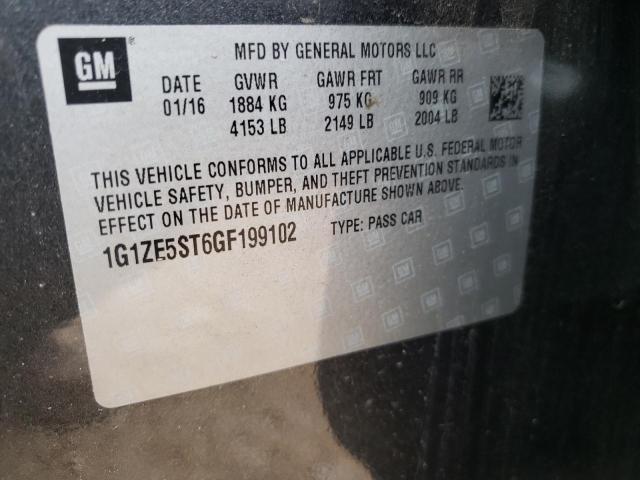 GM
MFD BY GENERAL MOTORS LLC
DATE GVWR GAWR FRT GAWR RR
01/16 1884 KG 975 KG 909 KG
4153 LB 2149 LB 2004 LB
THIS VEHICLE CONFORMS TO ALL APPLICABLE U.S. FEDERAL MOTOR
VEHICLE SAFETY, BUMPER, AND THEFT PREVENTION STANDARDS IN
EFFECT ON THE DATE OF MANUFACTURE SHOWN ABOVE.
1G1ZE5ST6GF199102 TYPE: PASS CAR